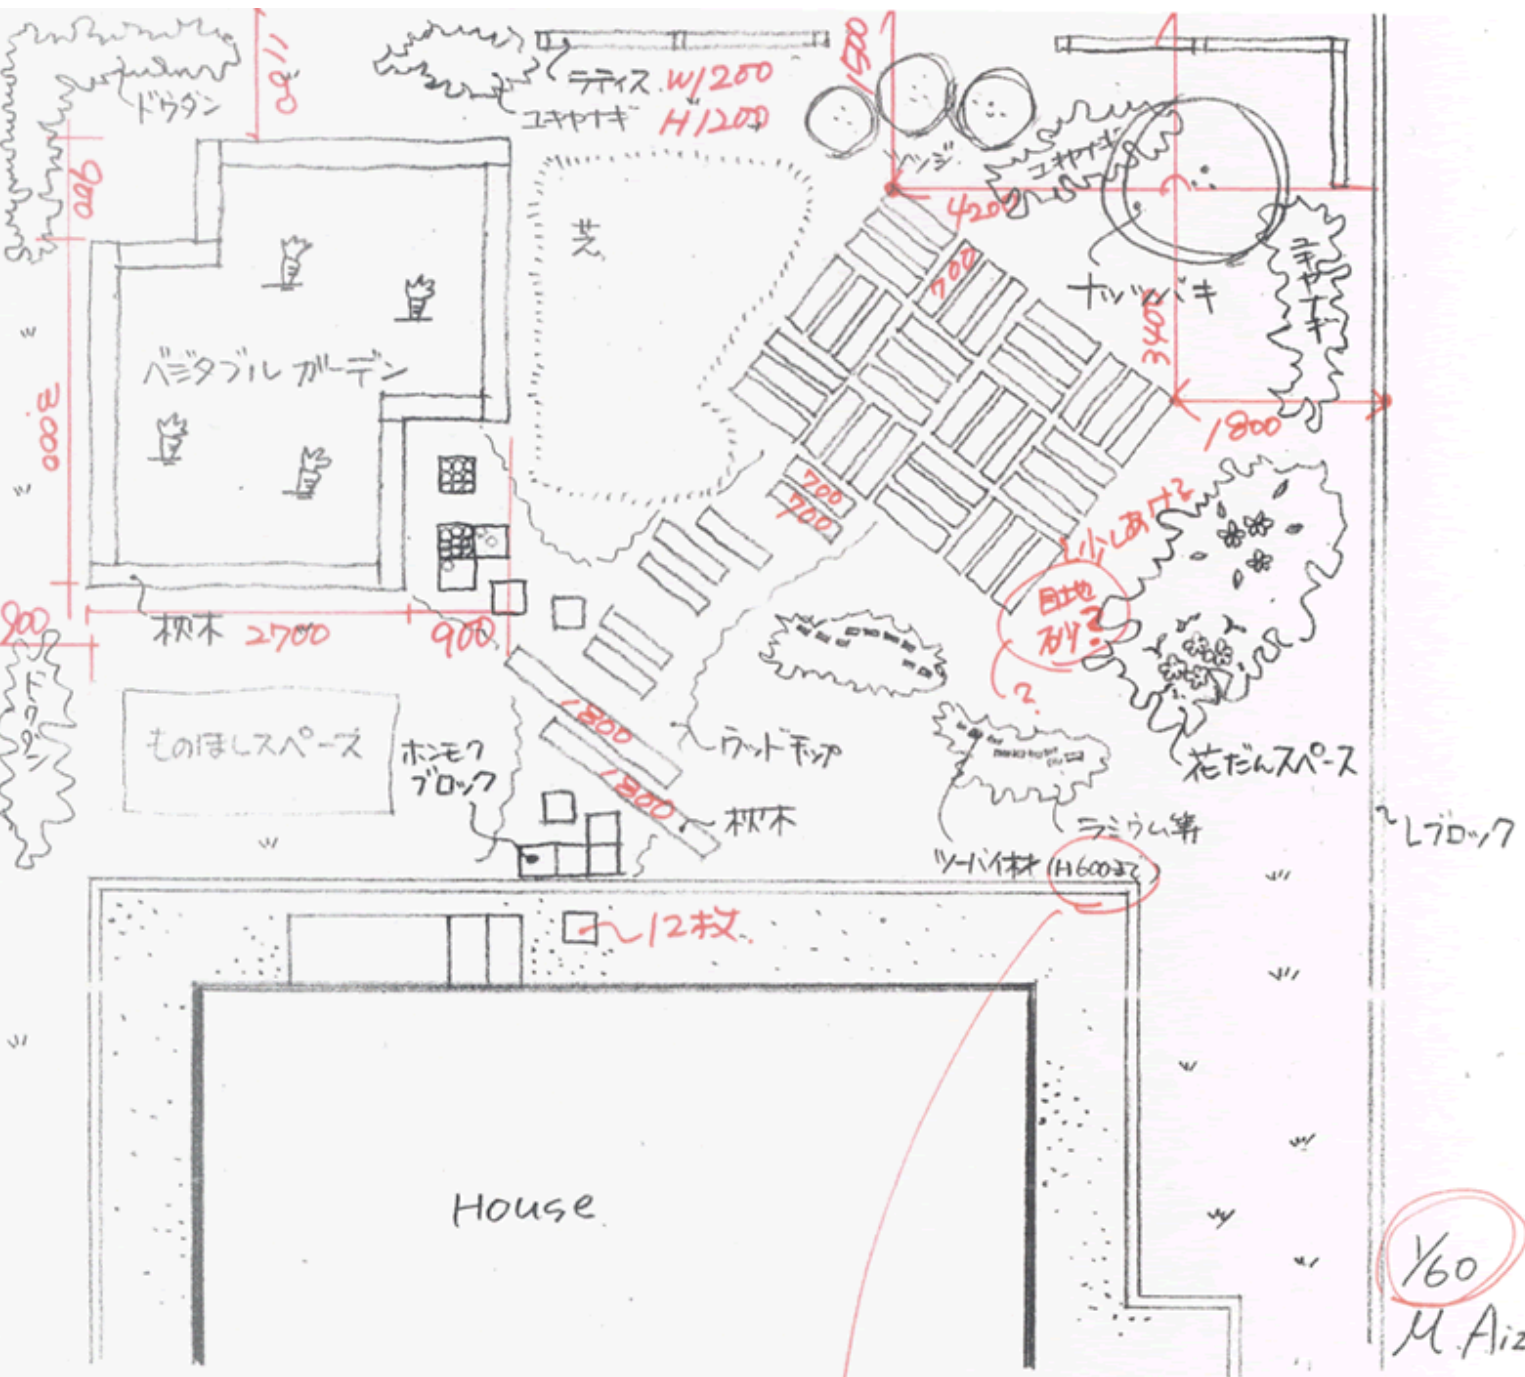 1100
ドウダン
ラティス W1200
ユキヤナギ H1200
1500
ツツジ
ユキヤナギ
4200
900
芝
700
ナツツバキ
ユキヤナギ
3400
ベジタブル ガーデン
3000
1800
700
700
少しあける
目地
砂?
?
枕木 2700 900
900
ドウダン
ものほしスペース
ホンモク
ブロック
1800
1800
ウッドチップ
枕木
花だんスペース
ラミウム等
ツーバイ材 (H600まで)
Lブロック
12枚
House
1/60
M.Aiz